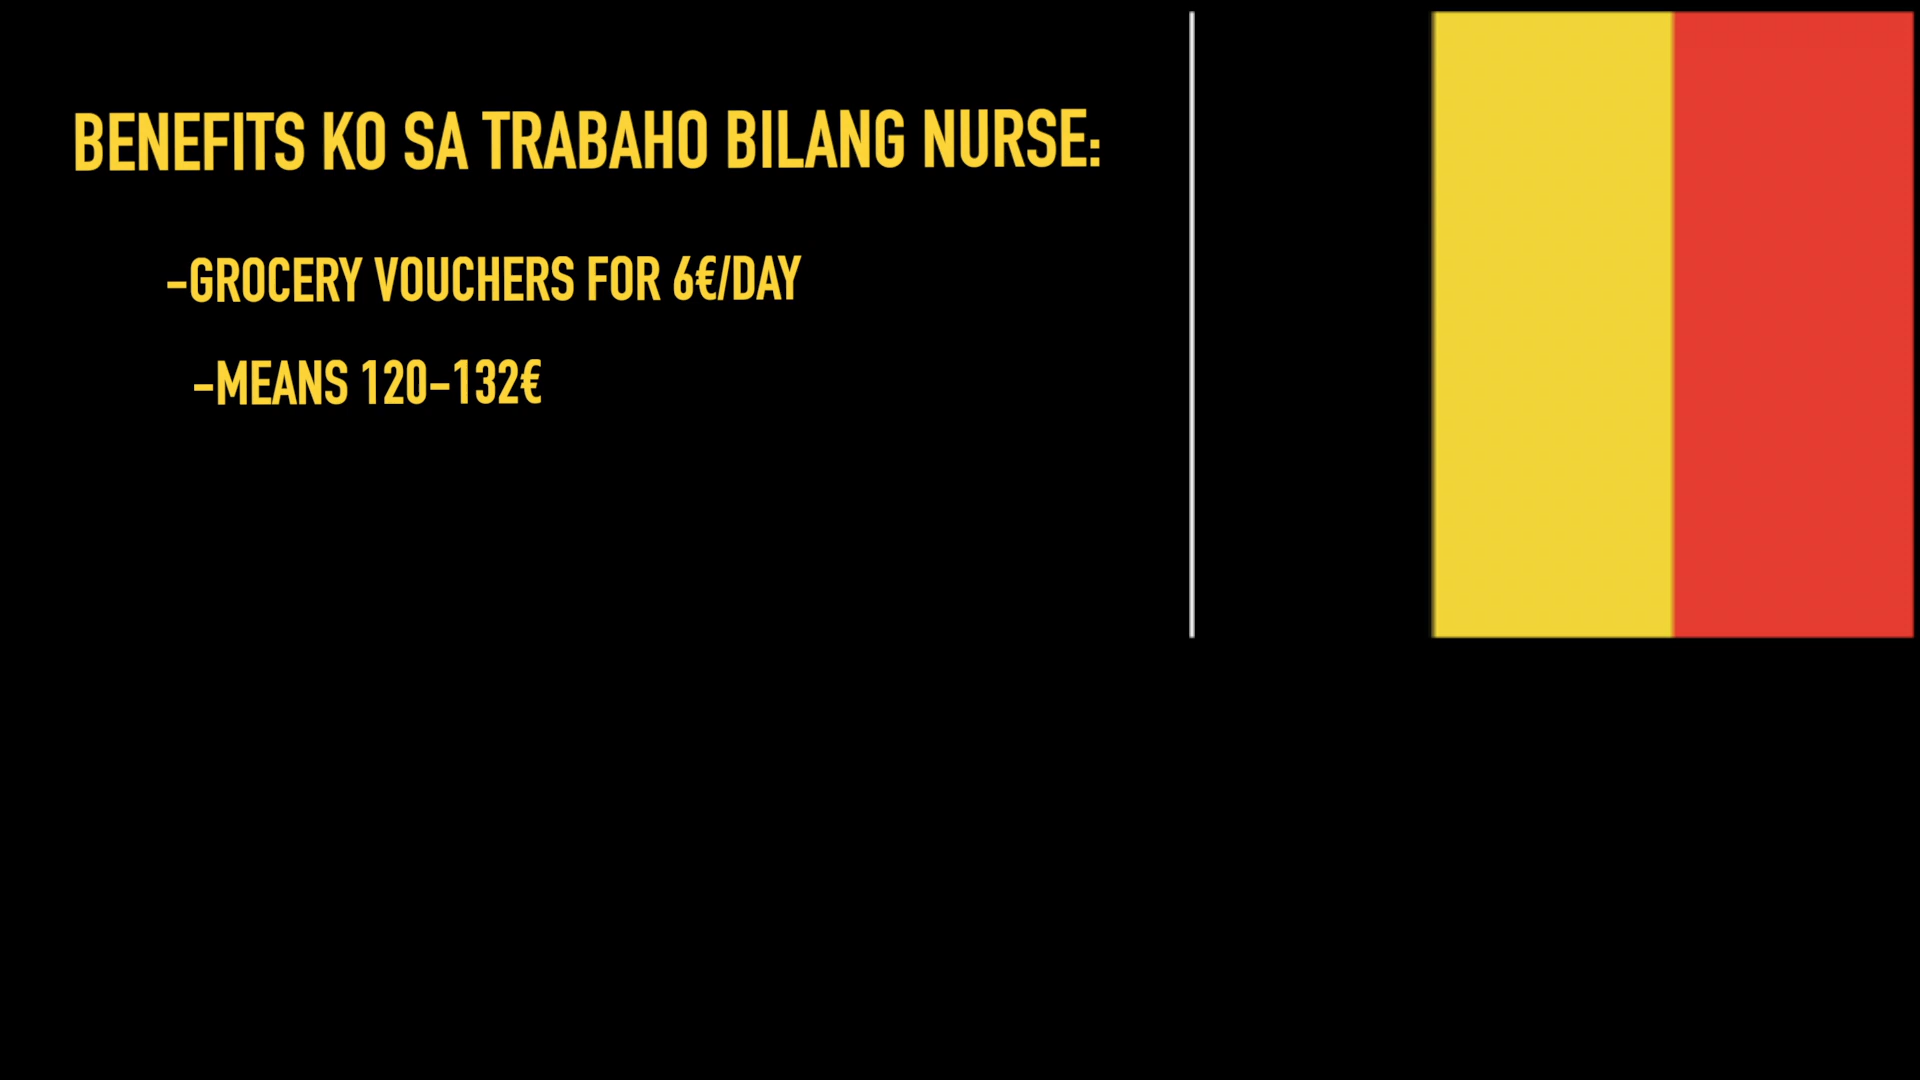 BENEFITS KO SA TRABAHO BILANG NURSE:
-GROCERY VOUCHERS FOR 6€/DAY
-MEANS 120-132€